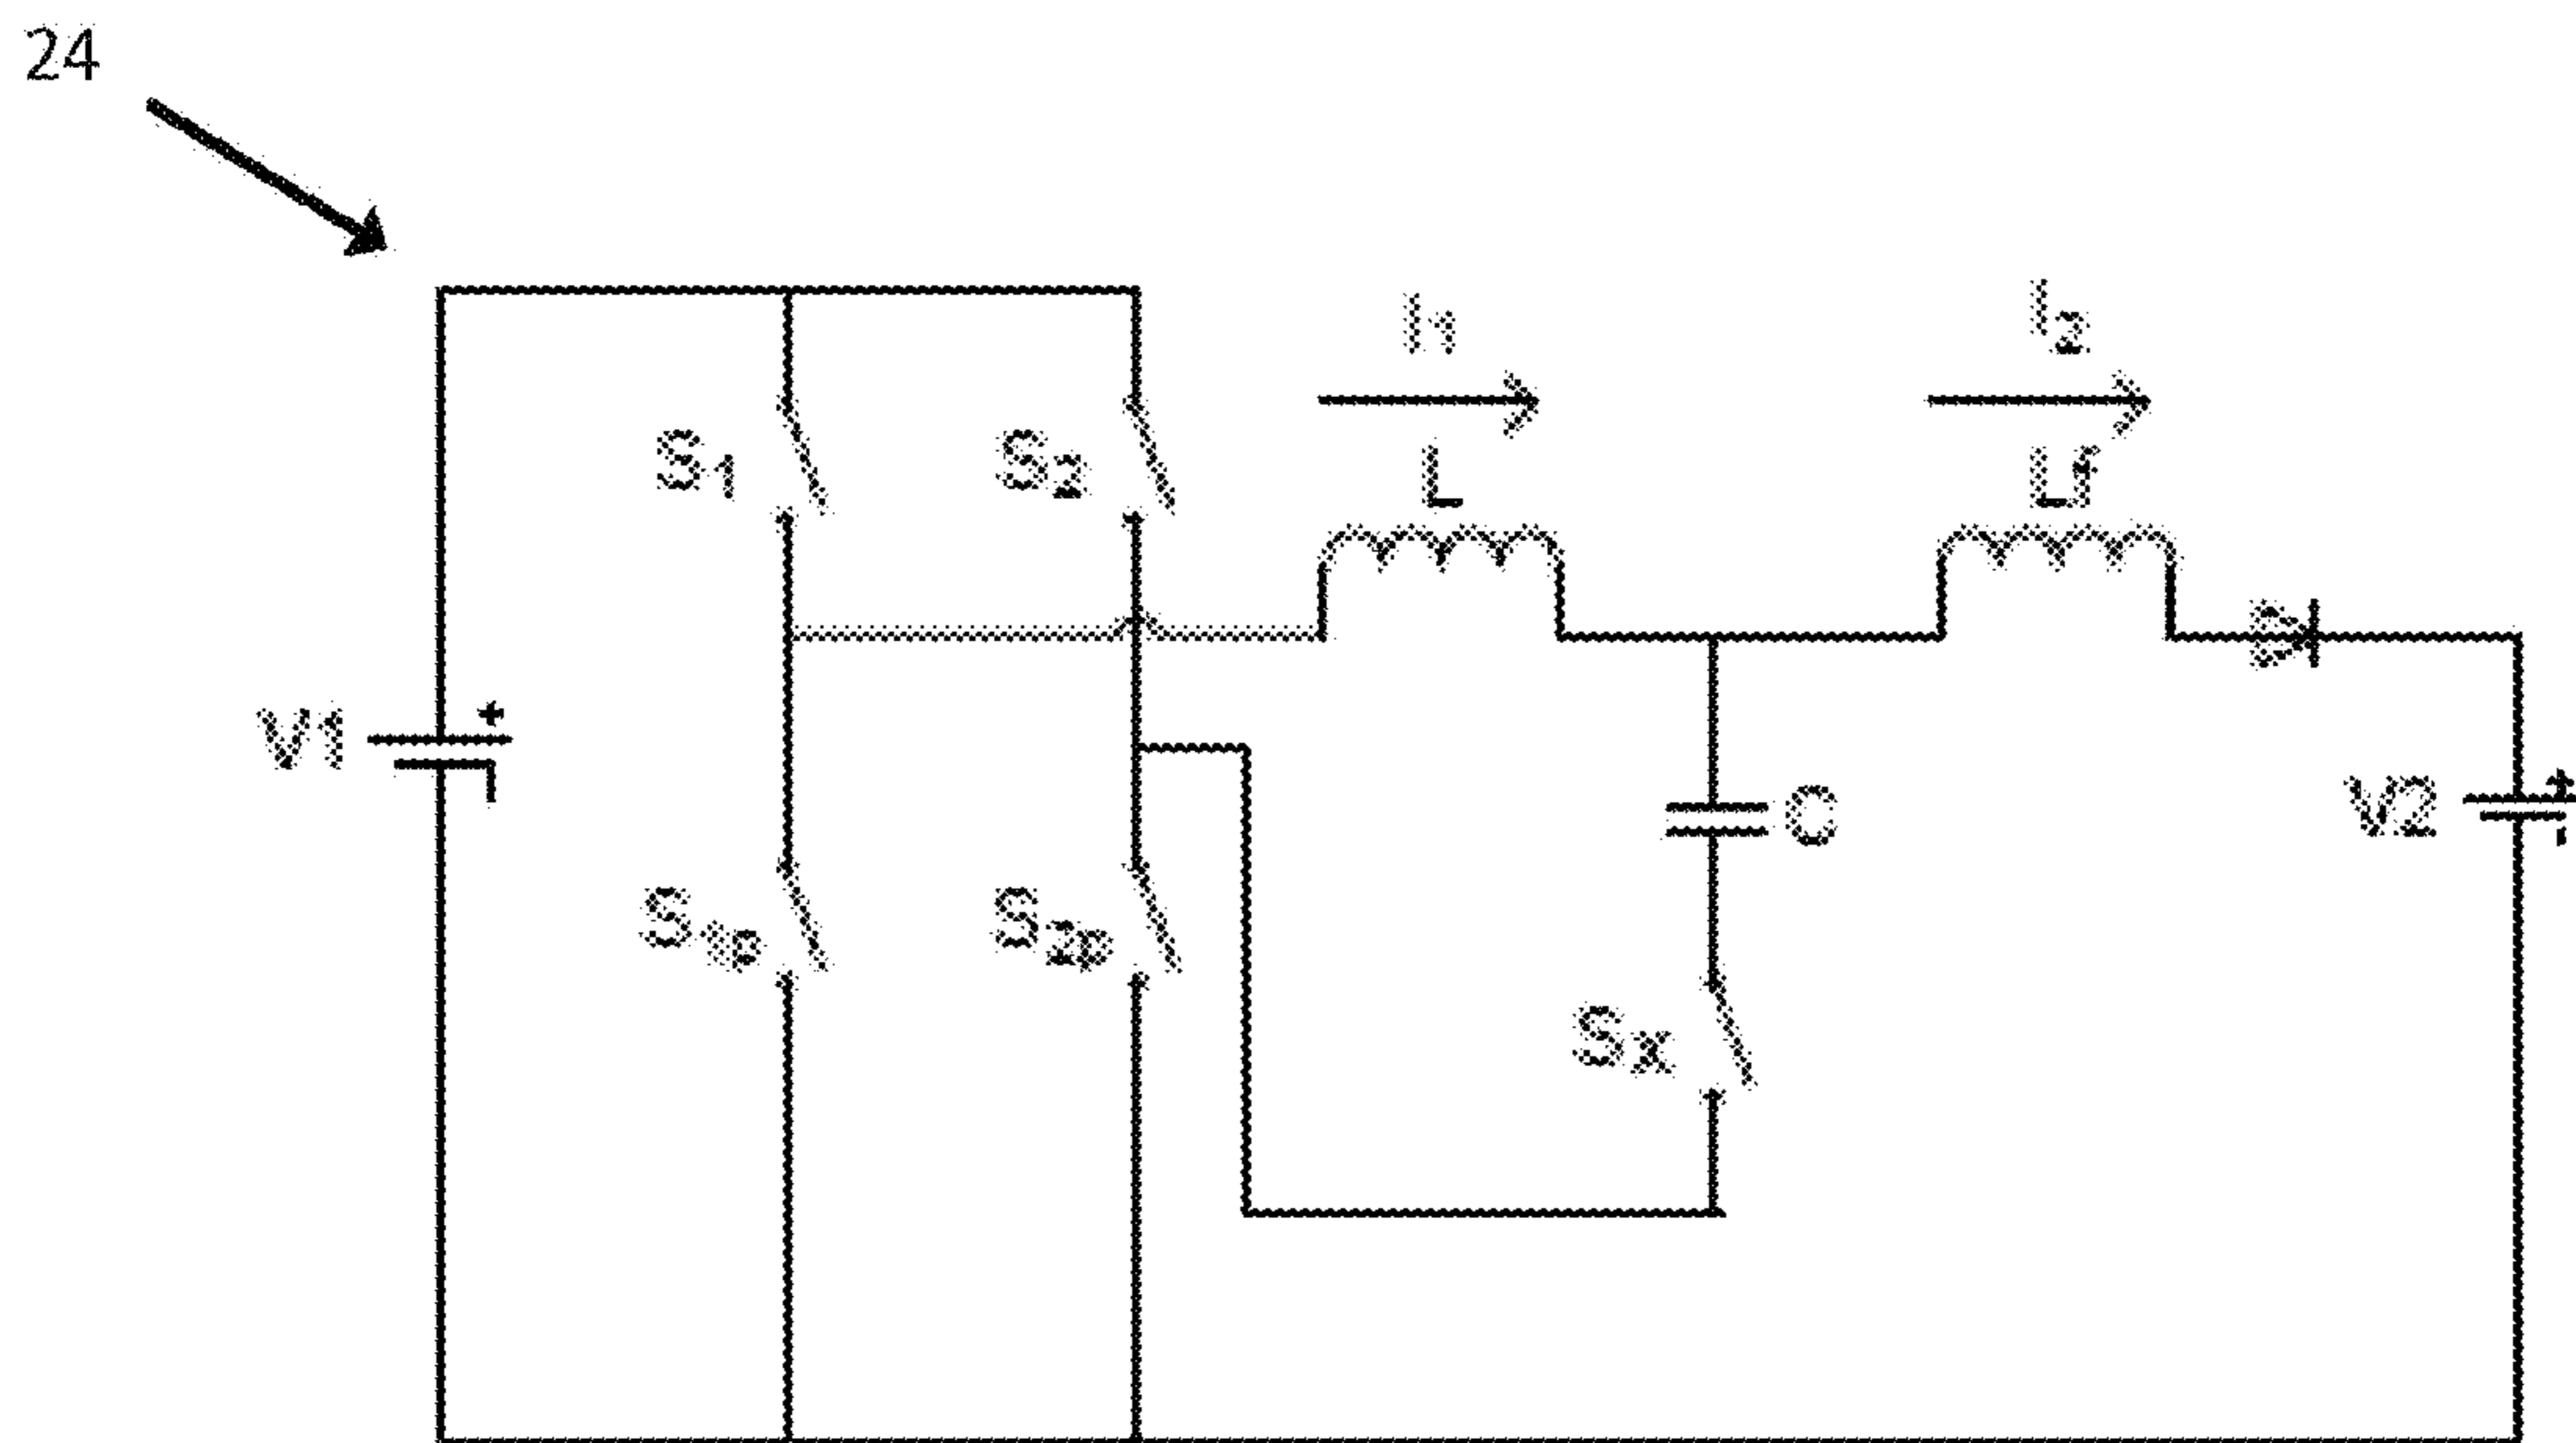 24
I₁
I₂
S₁
S₂
L
Lf
V1
+
C
V2
+
-
S₁ₚ
S₂ₚ
Sₓ